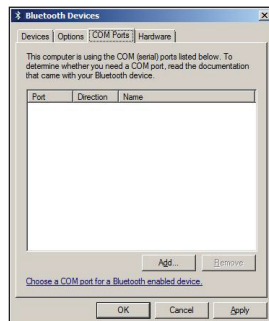 Bluetooth Devices
Devices Options COM Ports Hardware
This computer is using the COM (serial) ports listed below. To
determine whether you need a COM port, read the documentation
that came with your Bluetooth device.
Port Direction Name
Add... Remove
Choose a COM port for a Bluetooth enabled device.
OK Cancel Apply